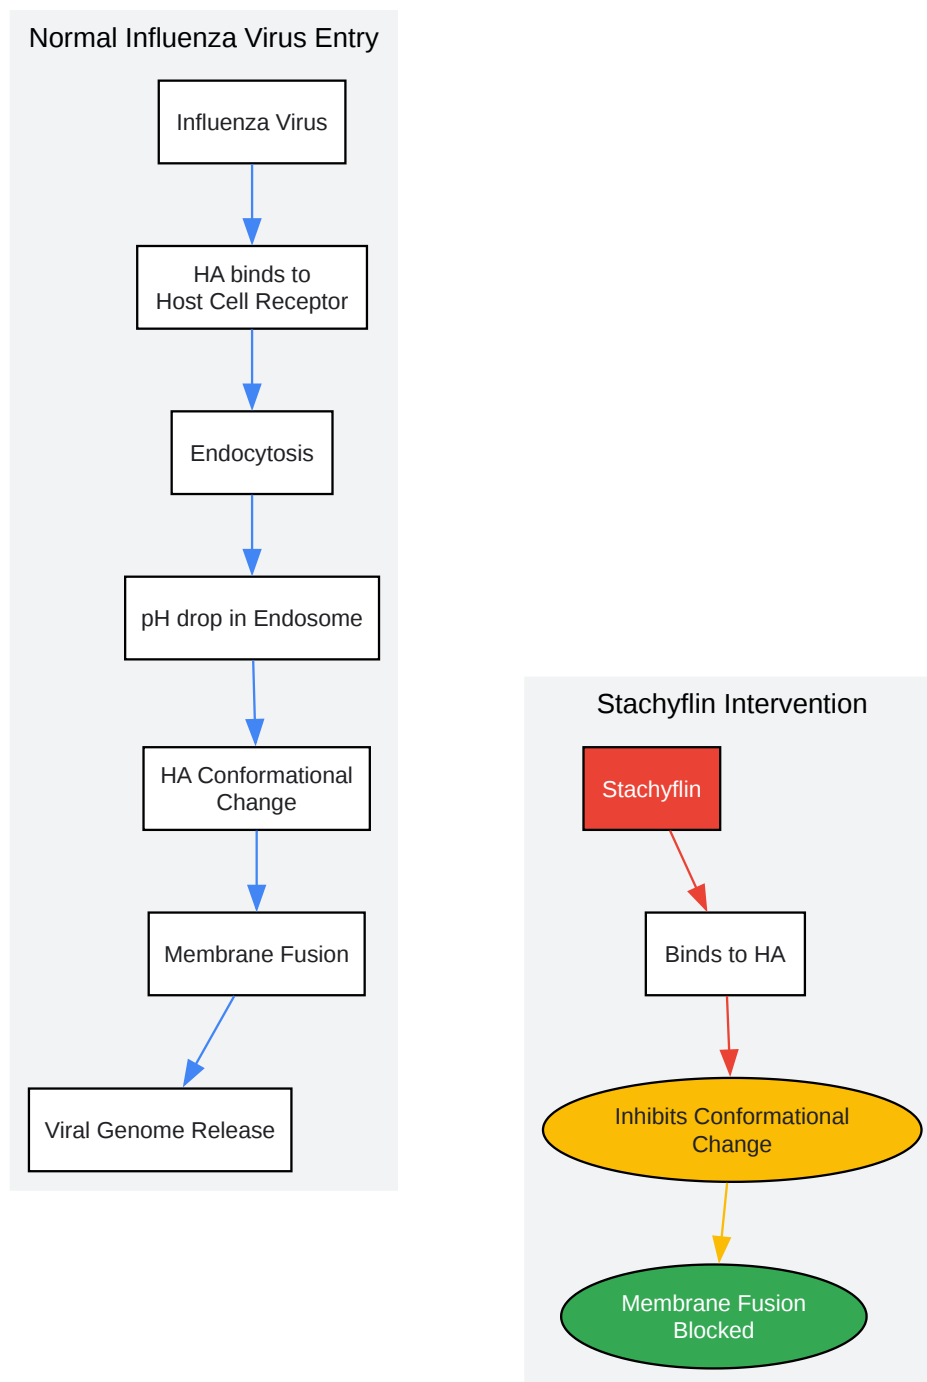 Normal Influenza Virus Entry
Influenza Virus
HA binds to
Host Cell Receptor
Endocytosis
pH drop in Endosome
HA Conformational
Change
Membrane Fusion
Viral Genome Release
Stachyflin Intervention
Stachyflin
Binds to HA
Inhibits Conformational
Change
Membrane Fusion
Blocked